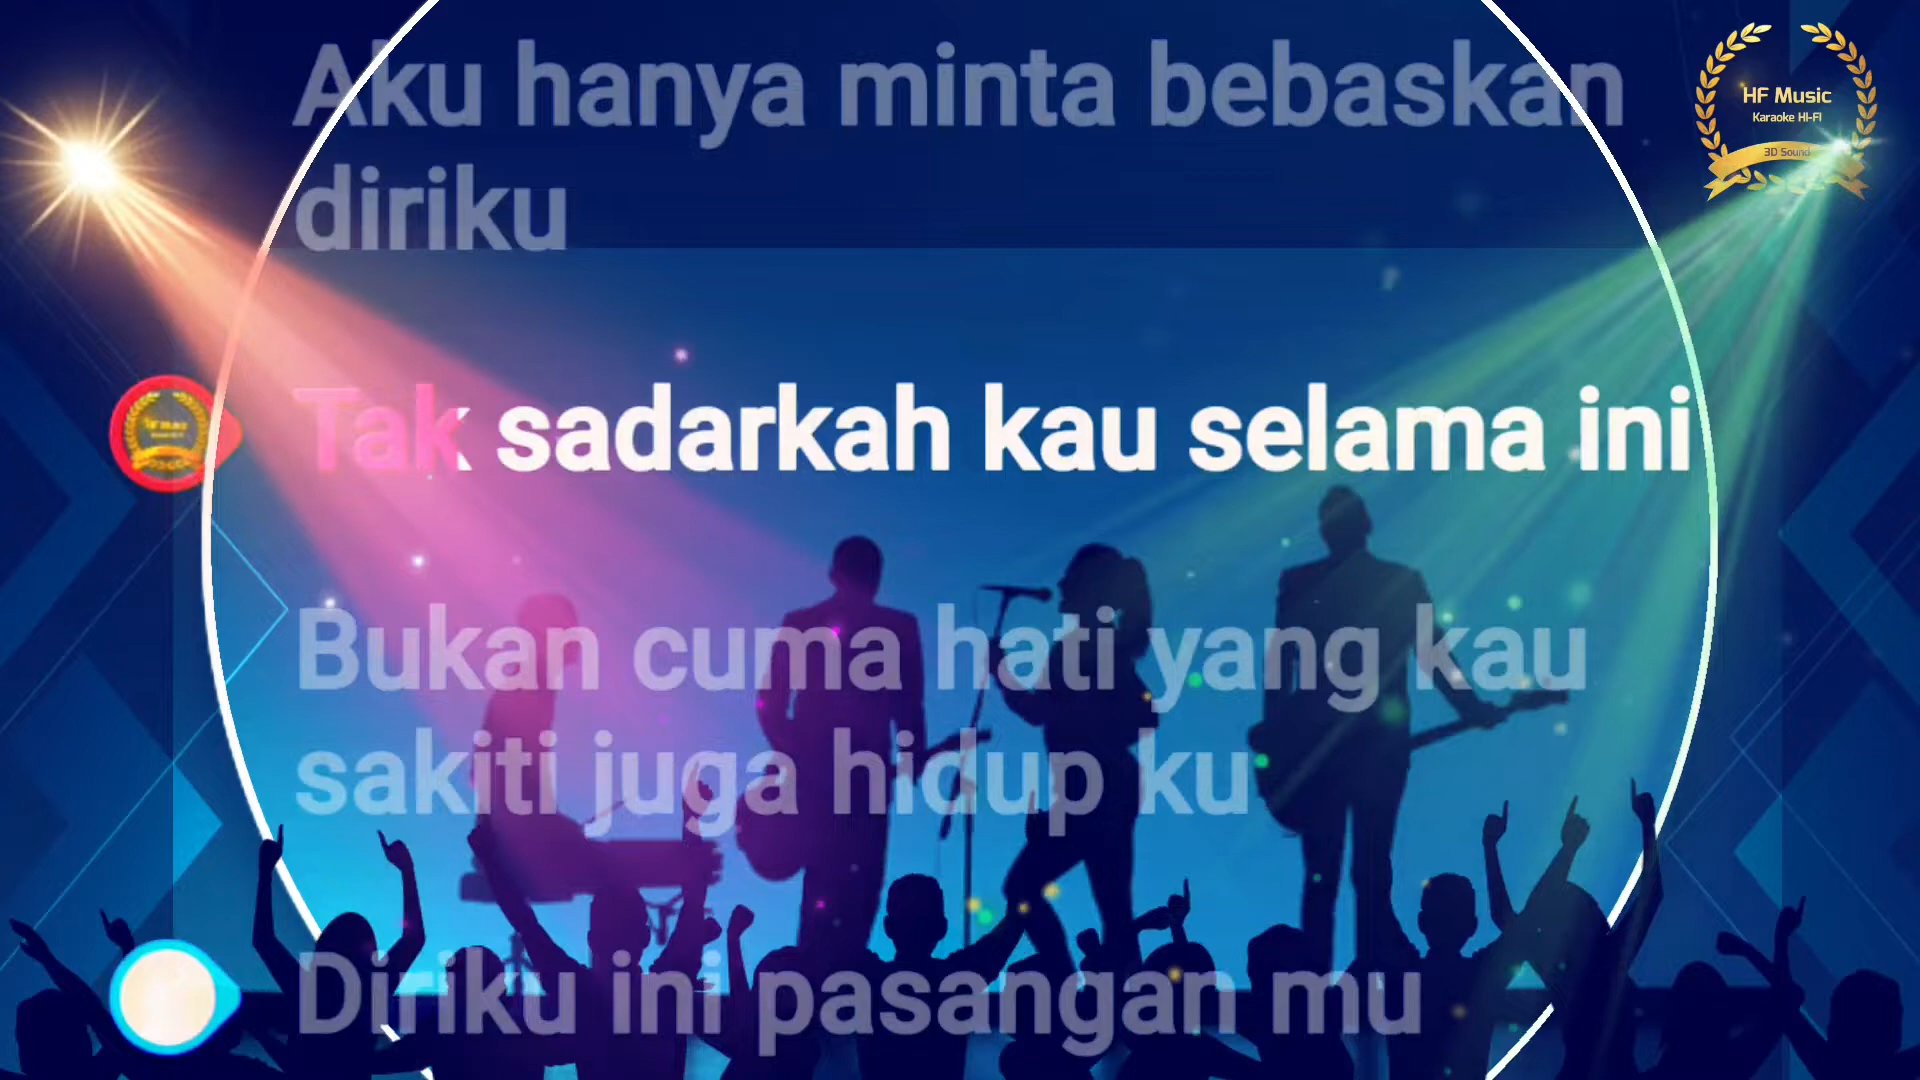 Aku hanya minta bebaskan
diriku
HF Music
Karaoke HI-FI
3D Sound
Tak sadarkah kau selama ini
Bukan cuma hati yang kau
sakiti juga hidup ku
Diriku ini pasangan mu